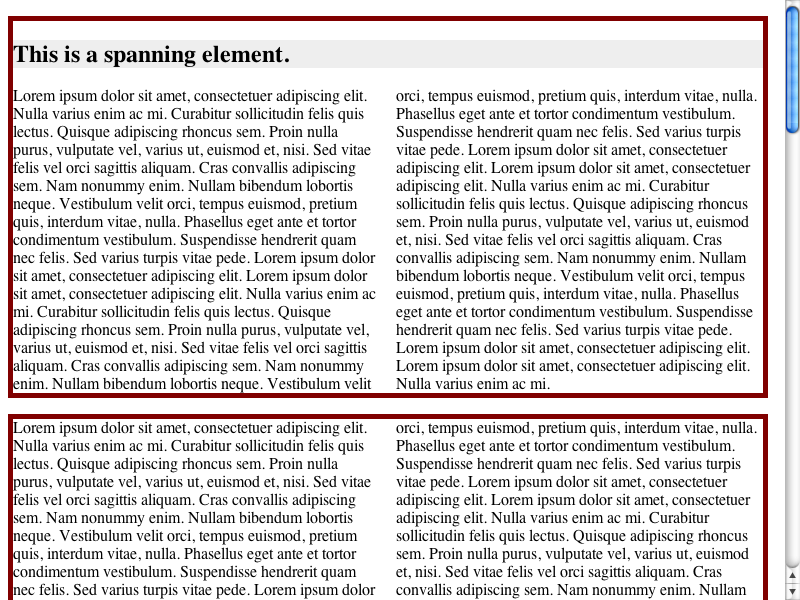 This is a spanning element.
Lorem ipsum dolor sit amet, consectetuer adipiscing elit.
Nulla varius enim ac mi. Curabitur sollicitudin felis quis
lectus. Quisque adipiscing rhoncus sem. Proin nulla
purus, vulputate vel, varius ut, euismod et, nisi. Sed vitae
felis vel orci sagittis aliquam. Cras convallis adipiscing
sem. Nam nonummy enim. Nullam bibendum lobortis
neque. Vestibulum velit orci, tempus euismod, pretium
quis, interdum vitae, nulla. Phasellus eget ante et tortor
condimentum vestibulum. Suspendisse hendrerit quam
nec felis. Sed varius turpis vitae pede. Lorem ipsum dolor
sit amet, consectetuer adipiscing elit. Lorem ipsum dolor
sit amet, consectetuer adipiscing elit. Nulla varius enim ac
mi. Curabitur sollicitudin felis quis lectus. Quisque
adipiscing rhoncus sem. Proin nulla purus, vulputate vel,
varius ut, euismod et, nisi. Sed vitae felis vel orci sagittis
aliquam. Cras convallis adipiscing sem. Nam nonummy
enim. Nullam bibendum lobortis neque. Vestibulum velit
orci, tempus euismod, pretium quis, interdum vitae, nulla.
Phasellus eget ante et tortor condimentum vestibulum.
Suspendisse hendrerit quam nec felis. Sed varius turpis
vitae pede. Lorem ipsum dolor sit amet, consectetuer
adipiscing elit. Lorem ipsum dolor sit amet, consectetuer
adipiscing elit. Nulla varius enim ac mi. Curabitur
sollicitudin felis quis lectus. Quisque adipiscing rhoncus
sem. Proin nulla purus, vulputate vel, varius ut, euismod
et, nisi. Sed vitae felis vel orci sagittis aliquam. Cras
convallis adipiscing sem. Nam nonummy enim. Nullam
bibendum lobortis neque. Vestibulum velit orci, tempus
euismod, pretium quis, interdum vitae, nulla. Phasellus
eget ante et tortor condimentum vestibulum. Suspendisse
hendrerit quam nec felis. Sed varius turpis vitae pede.
Lorem ipsum dolor sit amet, consectetuer adipiscing elit.
Lorem ipsum dolor sit amet, consectetuer adipiscing elit.
Nulla varius enim ac mi.
Lorem ipsum dolor sit amet, consectetuer adipiscing elit.
Nulla varius enim ac mi. Curabitur sollicitudin felis quis
lectus. Quisque adipiscing rhoncus sem. Proin nulla
purus, vulputate vel, varius ut, euismod et, nisi. Sed vitae
felis vel orci sagittis aliquam. Cras convallis adipiscing
sem. Nam nonummy enim. Nullam bibendum lobortis
neque. Vestibulum velit orci, tempus euismod, pretium
quis, interdum vitae, nulla. Phasellus eget ante et tortor
condimentum vestibulum. Suspendisse hendrerit quam
nec felis. Sed varius turpis vitae pede. Lorem ipsum dolor
orci, tempus euismod, pretium quis, interdum vitae, nulla.
Phasellus eget ante et tortor condimentum vestibulum.
Suspendisse hendrerit quam nec felis. Sed varius turpis
vitae pede. Lorem ipsum dolor sit amet, consectetuer
adipiscing elit. Lorem ipsum dolor sit amet, consectetuer
adipiscing elit. Nulla varius enim ac mi. Curabitur
sollicitudin felis quis lectus. Quisque adipiscing rhoncus
sem. Proin nulla purus, vulputate vel, varius ut, euismod
et, nisi. Sed vitae felis vel orci sagittis aliquam. Cras
convallis adipiscing sem. Nam nonummy enim. Nullam